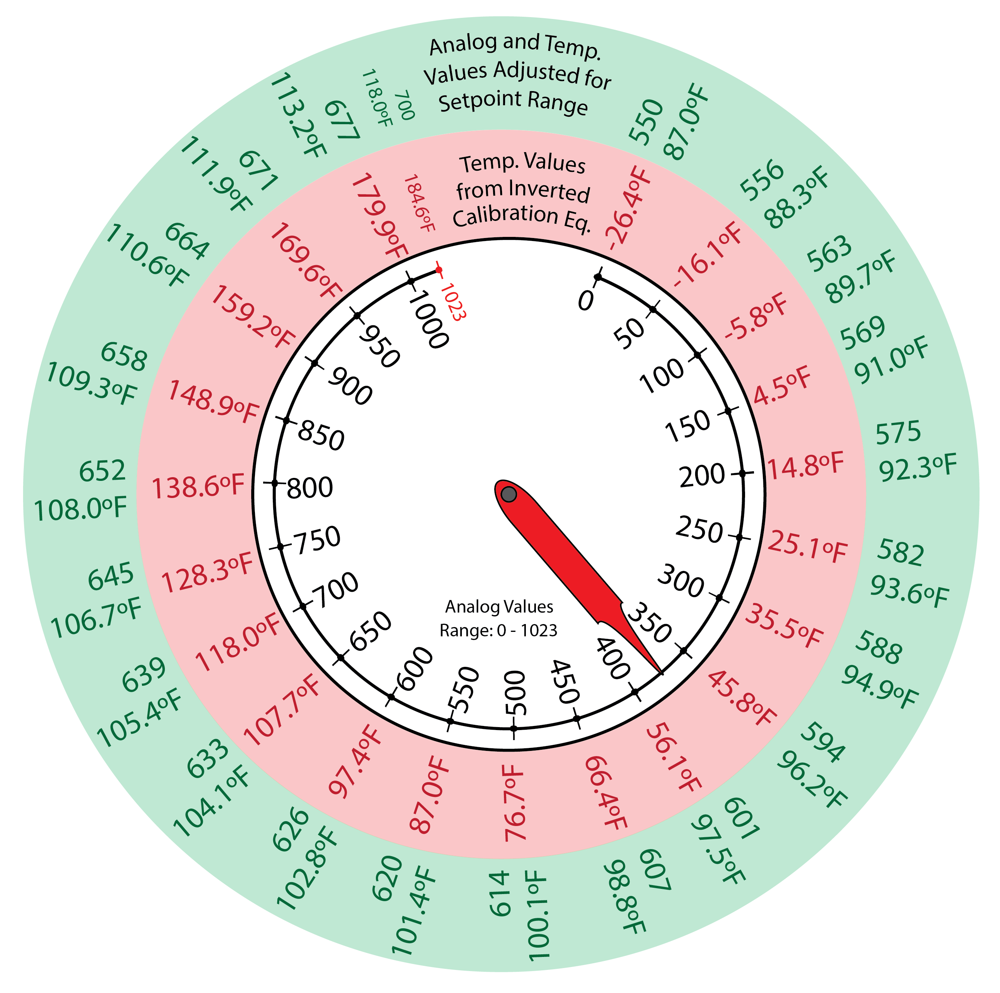 Analog and Temp.
Values Adjusted for
Setpoint Range
550
87.0ºF
556
88.3ºF
563
89.7ºF
569
91.0ºF
575
92.3ºF
582
93.6ºF
588
94.9ºF
594
96.2ºF
601
97.5ºF
607
98.8ºF
614
100.1ºF
620
101.4ºF
626
102.8ºF
633
104.1ºF
639
105.4ºF
645
106.7ºF
652
108.0ºF
658
109.3ºF
664
110.6ºF
671
111.9ºF
677
113.2ºF
700
118.0ºF
Temp. Values
from Inverted
Calibration Eq.
-26.4ºF
-16.1ºF
-5.8ºF
4.5ºF
14.8ºF
25.1ºF
35.5ºF
45.8ºF
56.1ºF
66.4ºF
76.7ºF
87.0ºF
97.4ºF
107.7ºF
118.0ºF
128.3ºF
138.6ºF
148.9ºF
159.2ºF
169.6ºF
179.9ºF
184.6ºF
0
50
100
150
200
250
300
350
400
450
500
550
600
650
700
750
800
850
900
950
1000
1023
Analog Values
Range: 0 - 1023